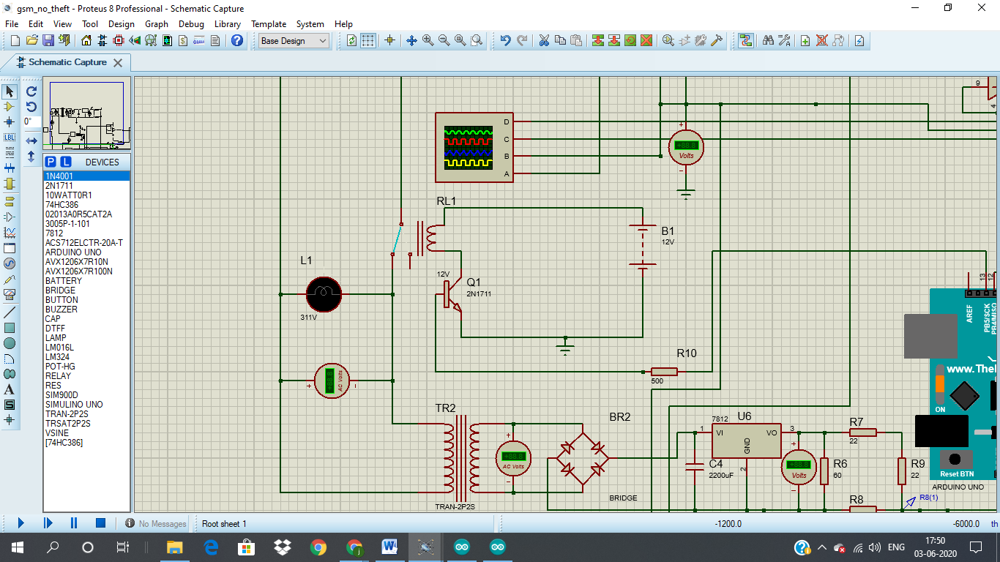 gsm_no_theft - Proteus 8 Professional - Schematic Capture
File Edit View Tool Design Graph Debug Library Template System Help
Base Design
Schematic Capture
0°
LBL
P L DEVICES
1N4001
2N1711
10WATT0R1
74HC386
02013A0R5CAT2A
3005P-1-101
7812
ACS712ELCTR-20A-T
ARDUINO UNO
AVX1206X7R10N
AVX1206X7R100N
BATTERY
BRIDGE
BUTTON
BUZZER
CAP
DTFF
LAMP
LM016L
LM324
POT-HG
RELAY
RES
SIM900D
SIMULINO UNO
TRAN-2P2S
TRSAT2P2S
VSINE
[74HC386]
D
C
B
A
+88.8
Volts
9
4
RL1
12V
B1
12V
L1
311V
Q1
2N1711
R10
500
AC Volts
TR2
TRAN-2P2S
+88.8
AC Volts
BR2
BRIDGE
U6
7812
1
VI
VO
3
GND
2
C4
2200uF
+88.8
Volts
R6
60
R7
22
R9
22
R8
R8(1)
13
12
AREF
PB5/SCK
PB4/MISO
www.TheE
ON
Reset BTN
ARDUINO UNO
No Messages
Root sheet 1
-1200.0
-6000.0
th
ENG
17:50
03-06-2020